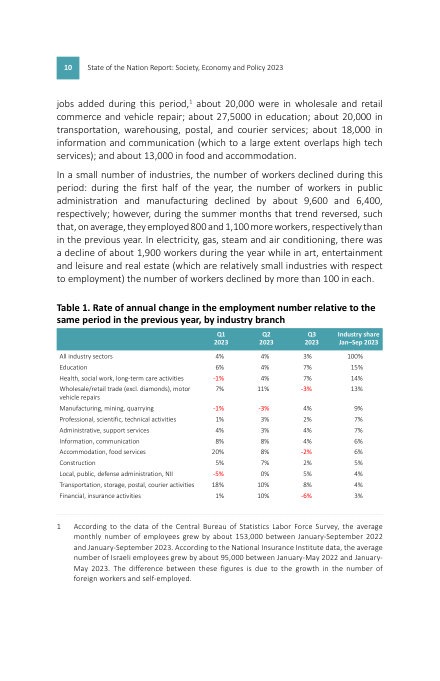 10 State of the Nation Report: Society, Economy and Policy 2023
jobs added during this period,1 about 20,000 were in wholesale and retail
commerce and vehicle repair; about 27,5000 in education; about 20,000 in
transportation, warehousing, postal, and courier services; about 18,000 in
information and communication (which to a large extent overlaps high tech
services); and about 13,000 in food and accommodation.
In a small number of industries, the number of workers declined during this
period: during the first half of the year, the number of workers in public
administration and manufacturing declined by about 9,600 and 6,400,
respectively; however, during the summer months that trend reversed, such
that, on average, they employed 800 and 1,100 more workers, respectively than
in the previous year. In electricity, gas, steam and air conditioning, there was
a decline of about 1,900 workers during the year while in art, entertainment
and leisure and real estate (which are relatively small industries with respect
to employment) the number of workers declined by more than 100 in each.
Table 1. Rate of annual change in the employment number relative to the
same period in the previous year, by industry branch
Q1 Q2 Q3 Industry share
2023 2023 2023 Jan–Sep 2023
All industry sectors 4% 4% 3% 100%
Education 6% 4% 7% 15%
Health, social work, long-term care activities -1% 4% 7% 14%
Wholesale/retail trade (excl. diamonds), motor 7% 11% -3% 13%
vehicle repairs
Manufacturing, mining, quarrying -1% -3% 4% 9%
Professional, scientific, technical activities 1% 3% 2% 7%
Administrative, support services 4% 3% 4% 7%
Information, communication 8% 8% 4% 6%
Accommodation, food services 20% 8% -2% 6%
Construction 5% 7% 2% 5%
Local, public, defense administration, NII -5% 0% 5% 4%
Transportation, storage, postal, courier activities 18% 10% 8% 4%
Financial, insurance activities 1% 10% -6% 3%
1 According to the data of the Central Bureau of Statistics Labor Force Survey, the average
monthly number of employees grew by about 153,000 between January-September 2022
and January-September 2023. According to the National Insurance Institute data, the average
number of Israeli employees grew by about 95,000 between January-May 2022 and January-
May 2023. The difference between these figures is due to the growth in the number of
foreign workers and self-employed.